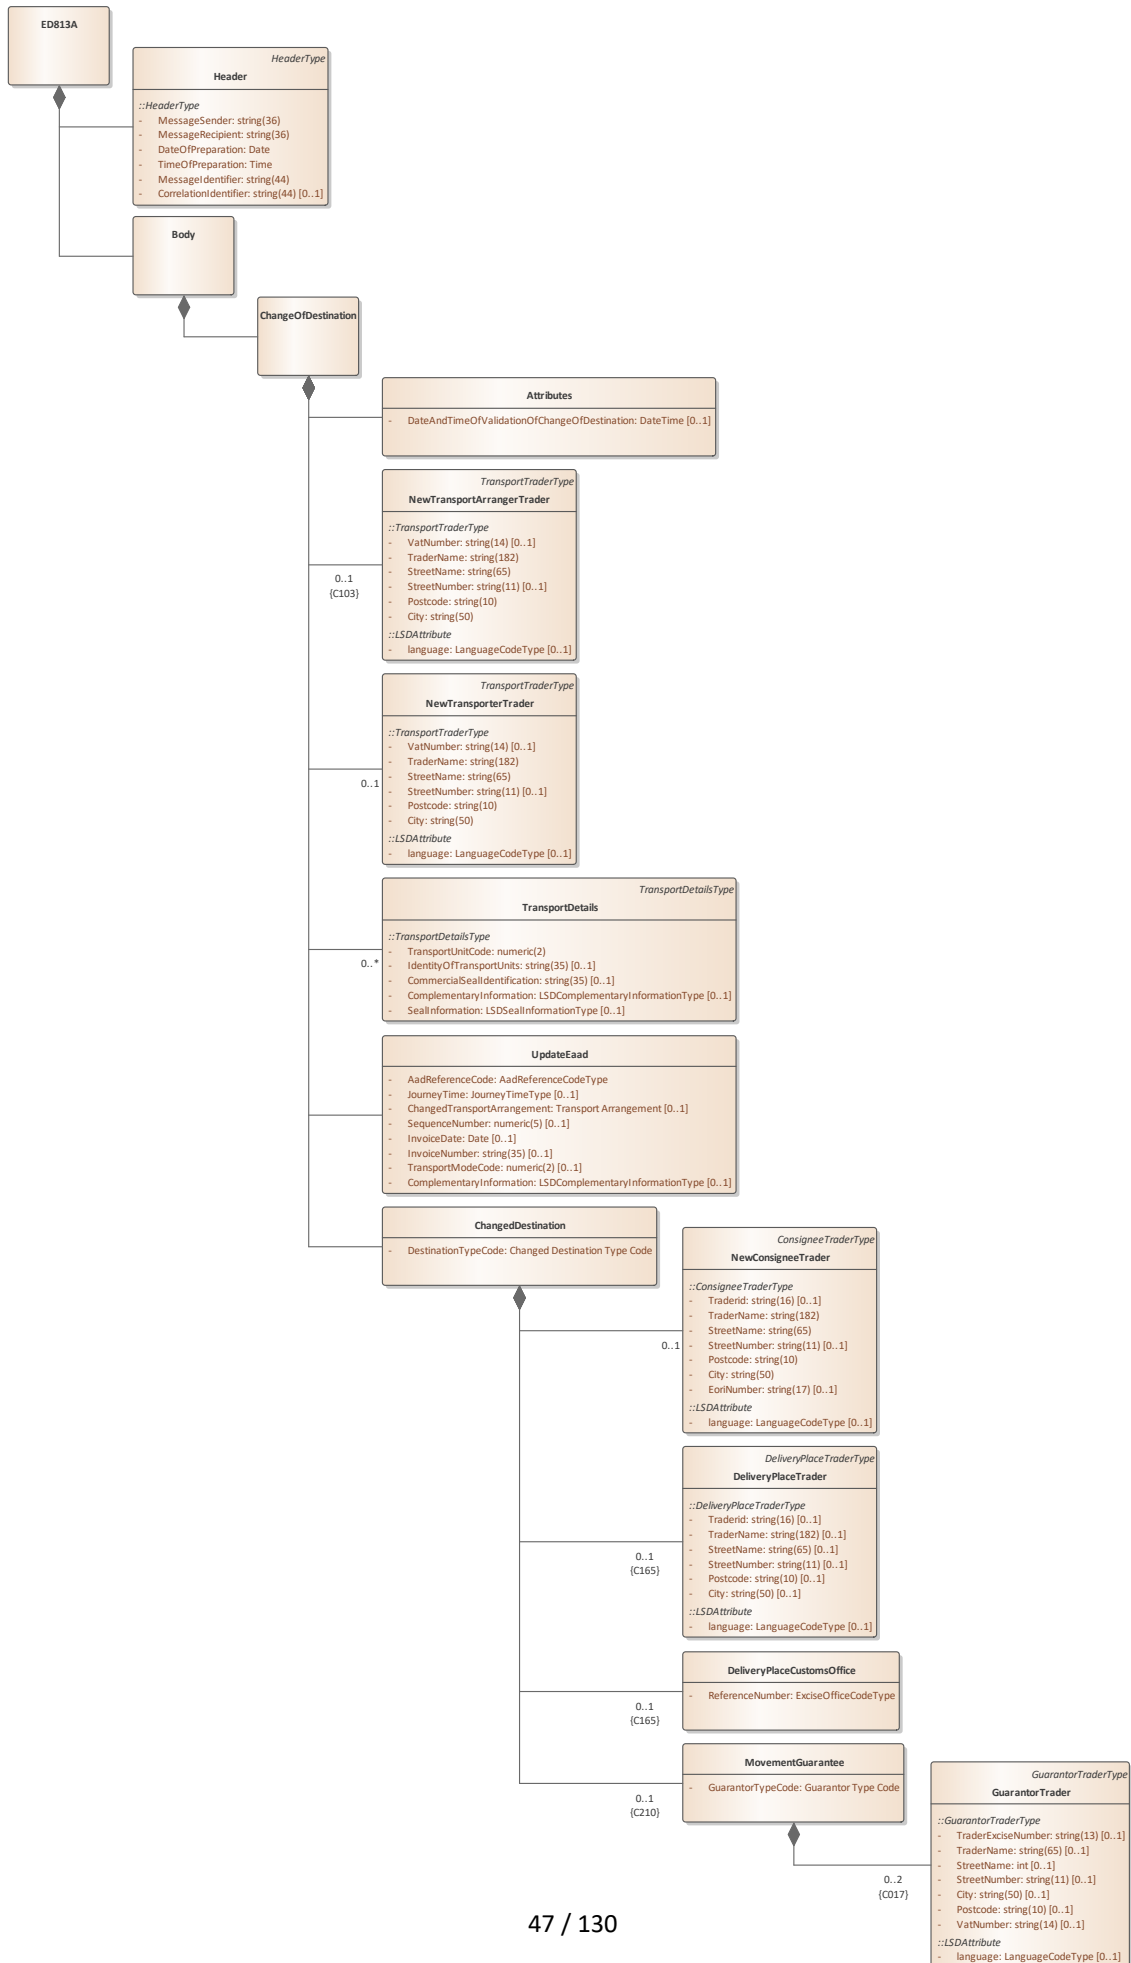 ED813A
HeaderType
Header
::HeaderType
- MessageSender: string(36)
- MessageRecipient: string(36)
- DateOfPreparation: Date
- TimeOfPreparation: Time
- MessageIdentifier: string(44)
- CorrelationIdentifier: string(44) [0..1]
Body
ChangeOfDestination
Attributes
- DateAndTimeOfValidationOfChangeOfDestination: DateTime [0..1]
TransportTraderType
NewTransportArrangerTrader
::TransportTraderType
- VatNumber: string(14) [0..1]
- TraderName: string(182)
- StreetName: string(65)
- StreetNumber: string(11) [0..1]
- Postcode: string(10)
- City: string(50)
::LSDAttribute
- language: LanguageCodeType [0..1]
0..1
{C103}
TransportTraderType
NewTransporterTrader
::TransportTraderType
- VatNumber: string(14) [0..1]
- TraderName: string(182)
- StreetName: string(65)
- StreetNumber: string(11) [0..1]
- Postcode: string(10)
- City: string(50)
::LSDAttribute
- language: LanguageCodeType [0..1]
0..1
TransportDetailsType
TransportDetails
::TransportDetailsType
- TransportUnitCode: numeric(2)
- IdentityOfTransportUnits: string(35) [0..1]
- CommercialSealIdentification: string(35) [0..1]
- ComplementaryInformation: LSDComplementaryInformationType [0..1]
- SealInformation: LSDSealInformationType [0..1]
0..*
UpdateEaad
- AadReferenceCode: AadReferenceCodeType
- JourneyTime: JourneyTimeType [0..1]
- ChangedTransportArrangement: Transport Arrangement [0..1]
- SequenceNumber: numeric(5) [0..1]
- InvoiceDate: Date [0..1]
- InvoiceNumber: string(35) [0..1]
- TransportModeCode: numeric(2) [0..1]
- ComplementaryInformation: LSDComplementaryInformationType [0..1]
ChangedDestination
- DestinationTypeCode: Changed Destination Type Code
ConsigneeTraderType
NewConsigneeTrader
::ConsigneeTraderType
- Traderid: string(16) [0..1]
- TraderName: string(182)
- StreetName: string(65)
- StreetNumber: string(11) [0..1]
- Postcode: string(10)
- City: string(50)
- EoriNumber: string(17) [0..1]
::LSDAttribute
- language: LanguageCodeType [0..1]
0..1
DeliveryPlaceTraderType
DeliveryPlaceTrader
::DeliveryPlaceTraderType
- Traderid: string(16) [0..1]
- TraderName: string(182) [0..1]
- StreetName: string(65) [0..1]
- StreetNumber: string(11) [0..1]
- Postcode: string(10) [0..1]
- City: string(50) [0..1]
::LSDAttribute
- language: LanguageCodeType [0..1]
0..1
{C165}
DeliveryPlaceCustomsOffice
- ReferenceNumber: ExciseOfficeCodeType
0..1
{C165}
MovementGuarantee
- GuarantorTypeCode: Guarantor Type Code
0..1
{C210}
GuarantorTraderType
GuarantorTrader
::GuarantorTraderType
- TraderExciseNumber: string(13) [0..1]
- TraderName: string(65) [0..1]
- StreetName: int [0..1]
- StreetNumber: string(11) [0..1]
- City: string(50) [0..1]
- Postcode: string(10) [0..1]
- VatNumber: string(14) [0..1]
::LSDAttribute
- language: LanguageCodeType [0..1]
0..2
{C017}
47 / 130